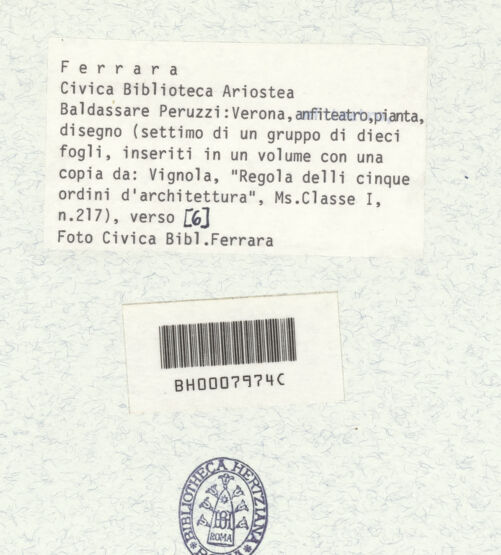 Ferrara
Civica Biblioteca Ariostea
Baldassare Peruzzi:Verona,anfiteatro,pianta,
disegno (settimo di un gruppo di dieci
fogli, inseriti in un volume con una
copia da: Vignola, "Regola delli cinque
ordini d'architettura", Ms.Classe I,
n.217), verso [6]
Foto Civica Bibl.Ferrara
BH0007974C
BIBLIOTHECA HERTZIANA
ROMA